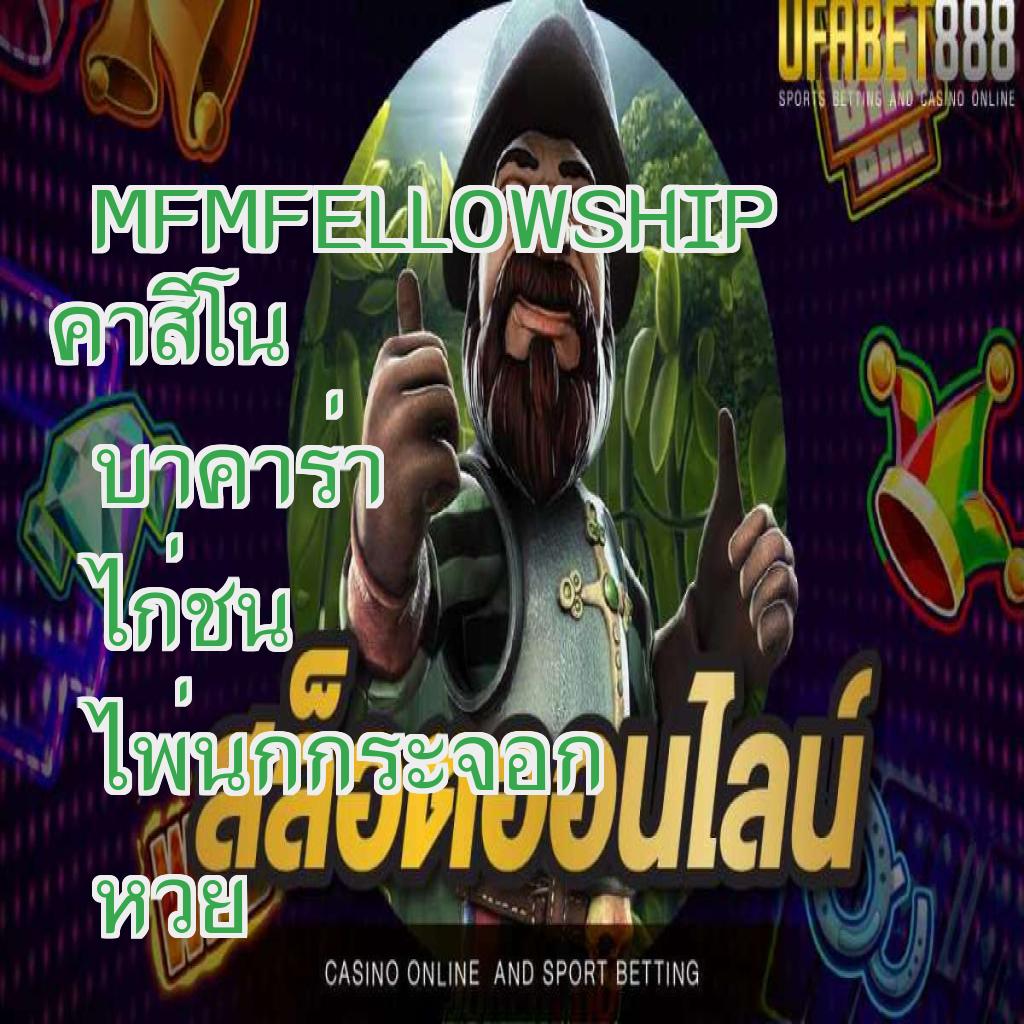 UFABET888
SPORTS BETTING AND CASINO ONLINE
BAR
MFMFELLOWSHIP
คาสิโน
บาคาร่า
ไก่ชน
ไพ่นกกระจอก
สล็อตออนไลน์
หวย
CASINO ONLINE AND SPORT BETTING